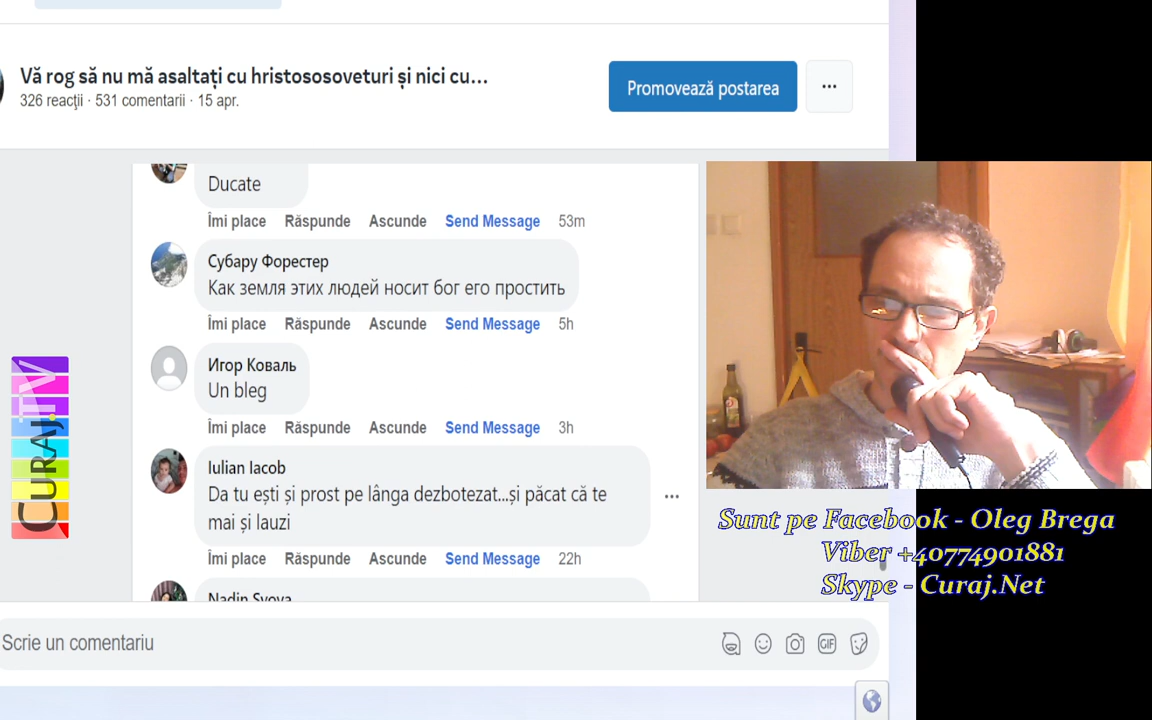 Vă rog să nu mă asaltați cu hristososoveturi și nici cu...
326 reacții · 531 comentarii · 15 apr.
Promovează postarea
Ducate
Îmi place Răspunde Ascunde Send Message 53m
Субару Форестер
Как земля этих людей носит бог его простить
Îmi place Răspunde Ascunde Send Message 5h
Игор Коваль
Un bleg
Îmi place Răspunde Ascunde Send Message 3h
Iulian Iacob
Da tu ești și prost pe lânga dezbotezat...și păcat că te
mai și lauzi
Îmi place Răspunde Ascunde Send Message 22h
Nadin Svova
Scrie un comentariu
GIF
CURAJ.TV
Sunt pe Facebook - Oleg Brega
Viber +40774901881
Skype - Curaj.Net